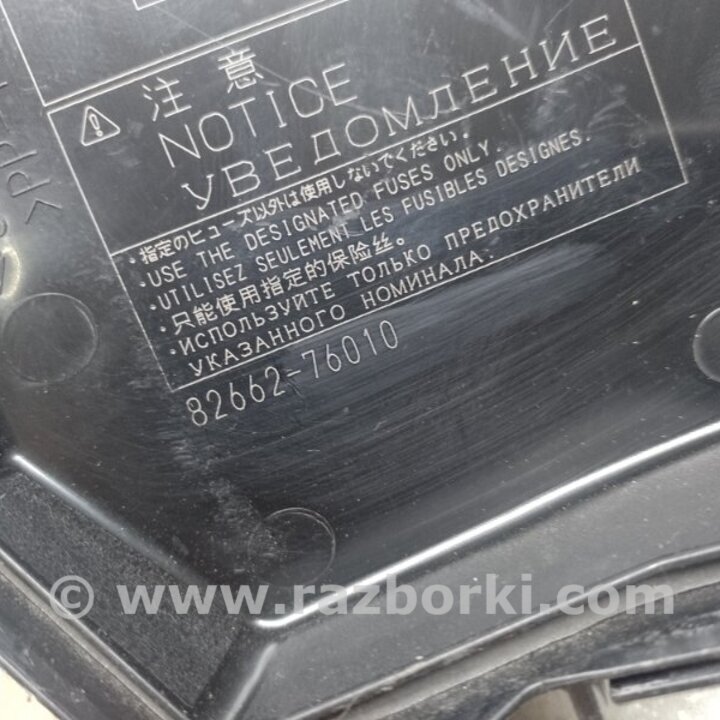 注意
NOTICE
УВЕДОМЛЕНИЕ
・指定のヒューズ以外は使用しないでください。
・USE THE DESIGNATED FUSES ONLY.
・UTILISEZ SEULEMENT LES FUSIBLES DESIGNES.
・只能使用指定的保险丝。
・ИСПОЛЬЗУЙТЕ ТОЛЬКО ПРЕДОХРАНИТЕЛИ
УКАЗАННОГО НОМИНАЛА.
82662-76010
© www.razborki.com